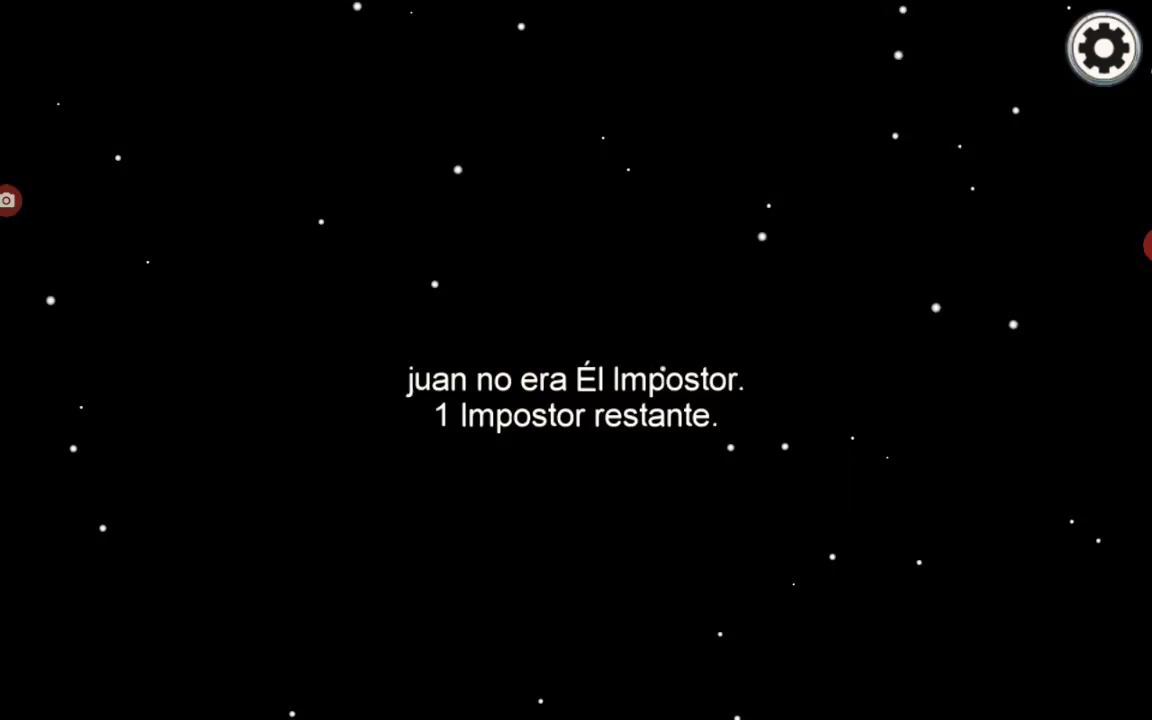 juan no era Él Impostor.
1 Impostor restante.